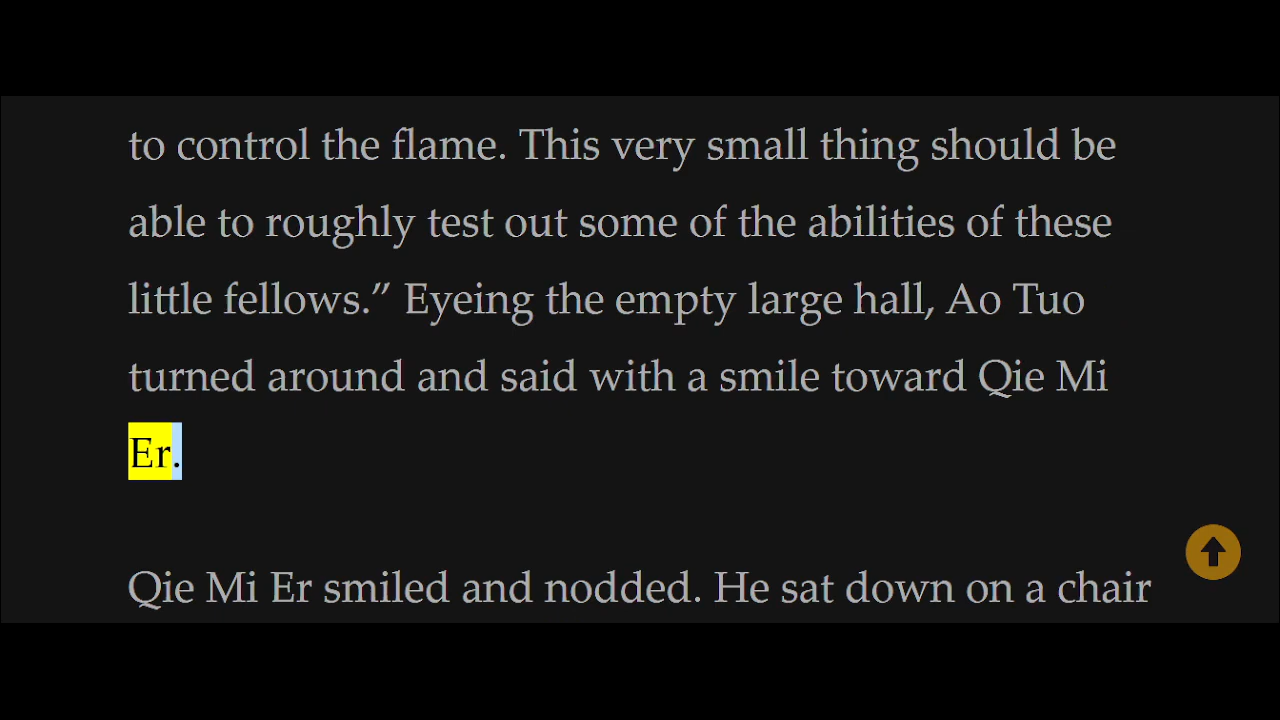 to control the flame. This very small thing should be
able to roughly test out some of the abilities of these
little fellows.” Eyeing the empty large hall, Ao Tuo
turned around and said with a smile toward Qie Mi
Er.
Qie Mi Er smiled and nodded. He sat down on a chair